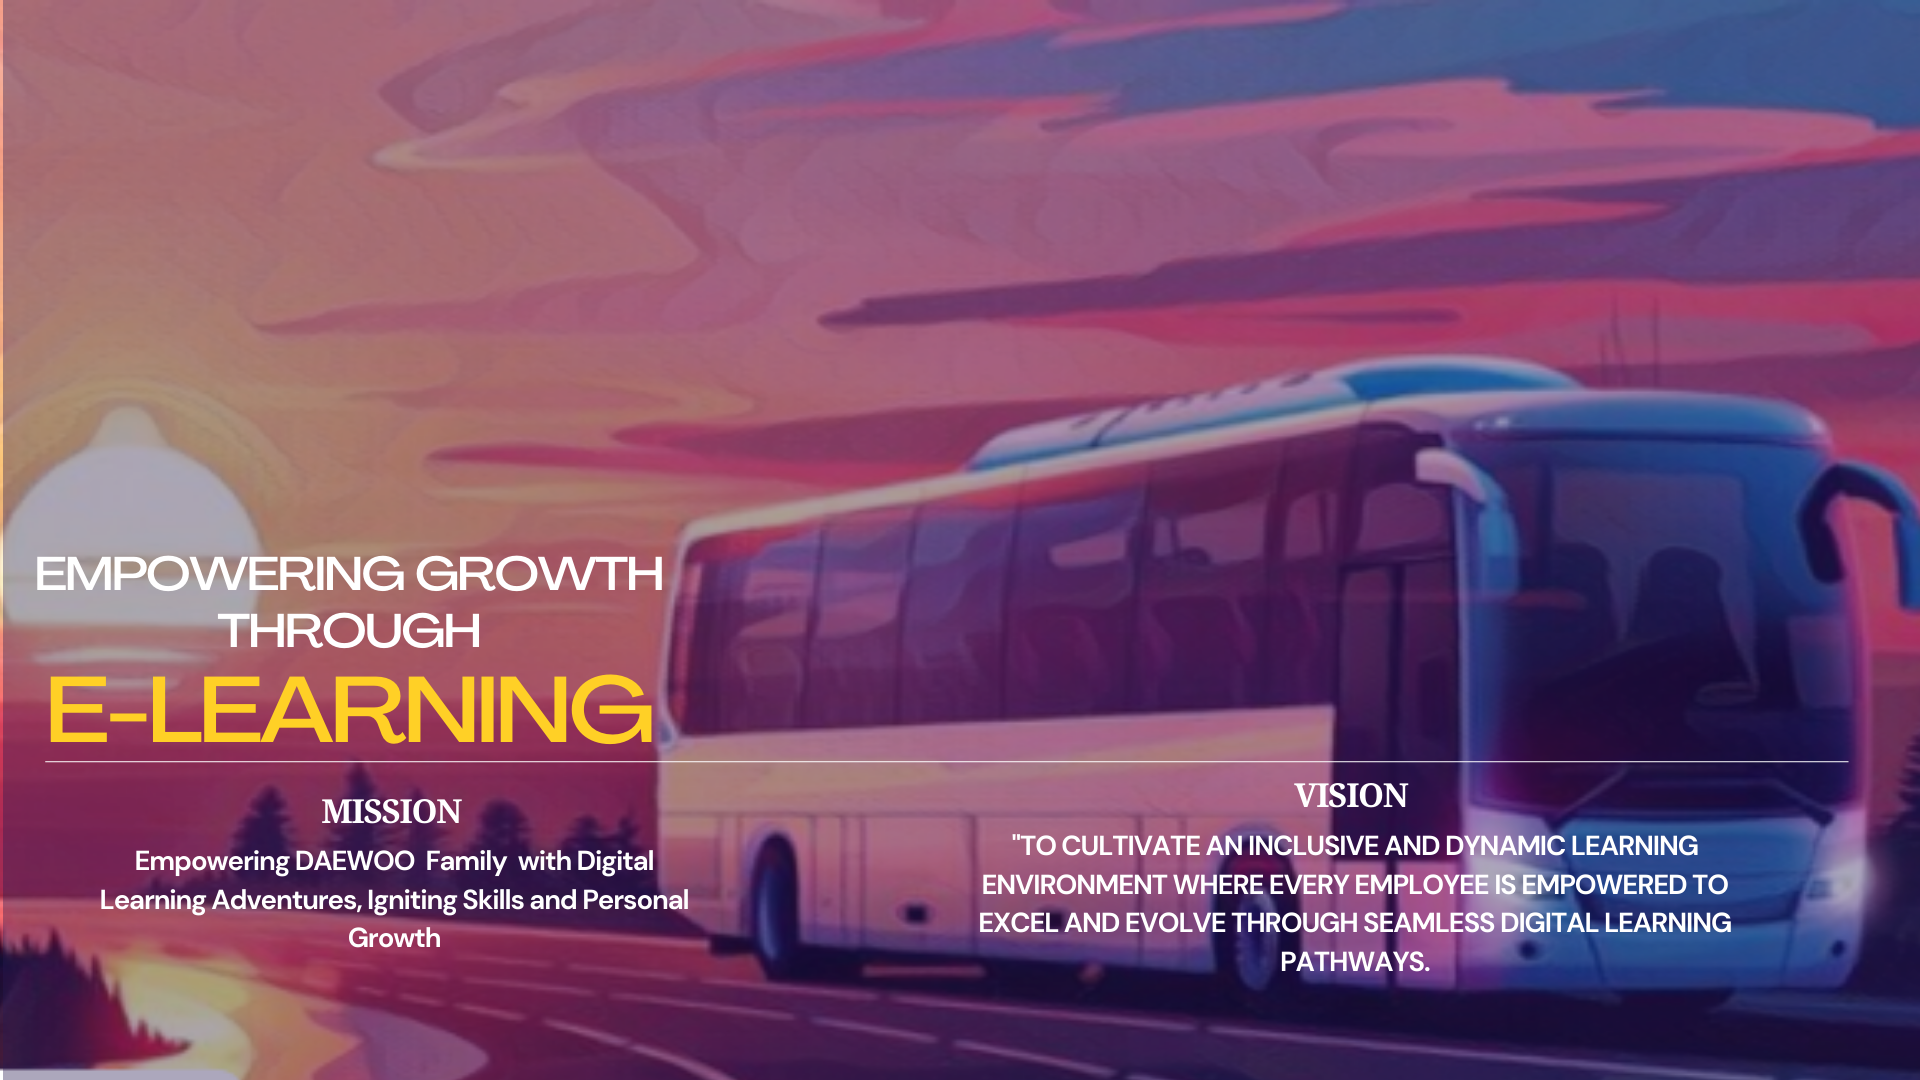 EMPOWERING GROWTH
THROUGH
E-LEARNING
MISSION
Empowering DAEWOO  Family  with Digital
Learning Adventures, Igniting Skills and Personal
Growth
VISION
"TO CULTIVATE AN INCLUSIVE AND DYNAMIC LEARNING
ENVIRONMENT WHERE EVERY EMPLOYEE IS EMPOWERED TO
EXCEL AND EVOLVE THROUGH SEAMLESS DIGITAL LEARNING
PATHWAYS.